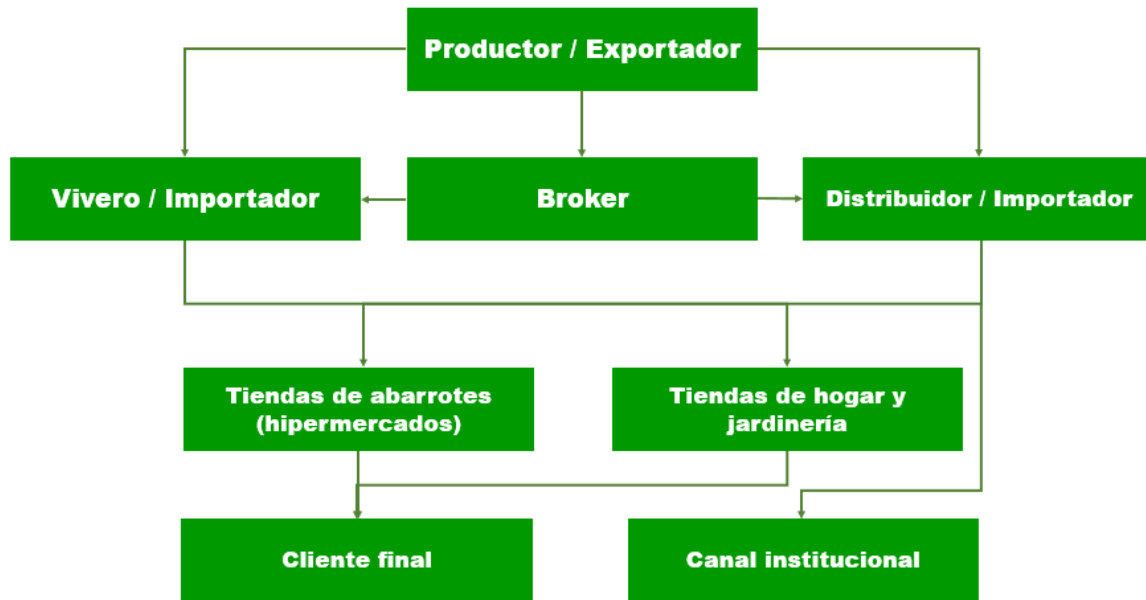 Productor / Exportador
Vivero / Importador
Broker
Distribuidor / Importador
Tiendas de abarrotes
(hipermercados)
Tiendas de hogar y
jardinería
Cliente final
Canal institucional